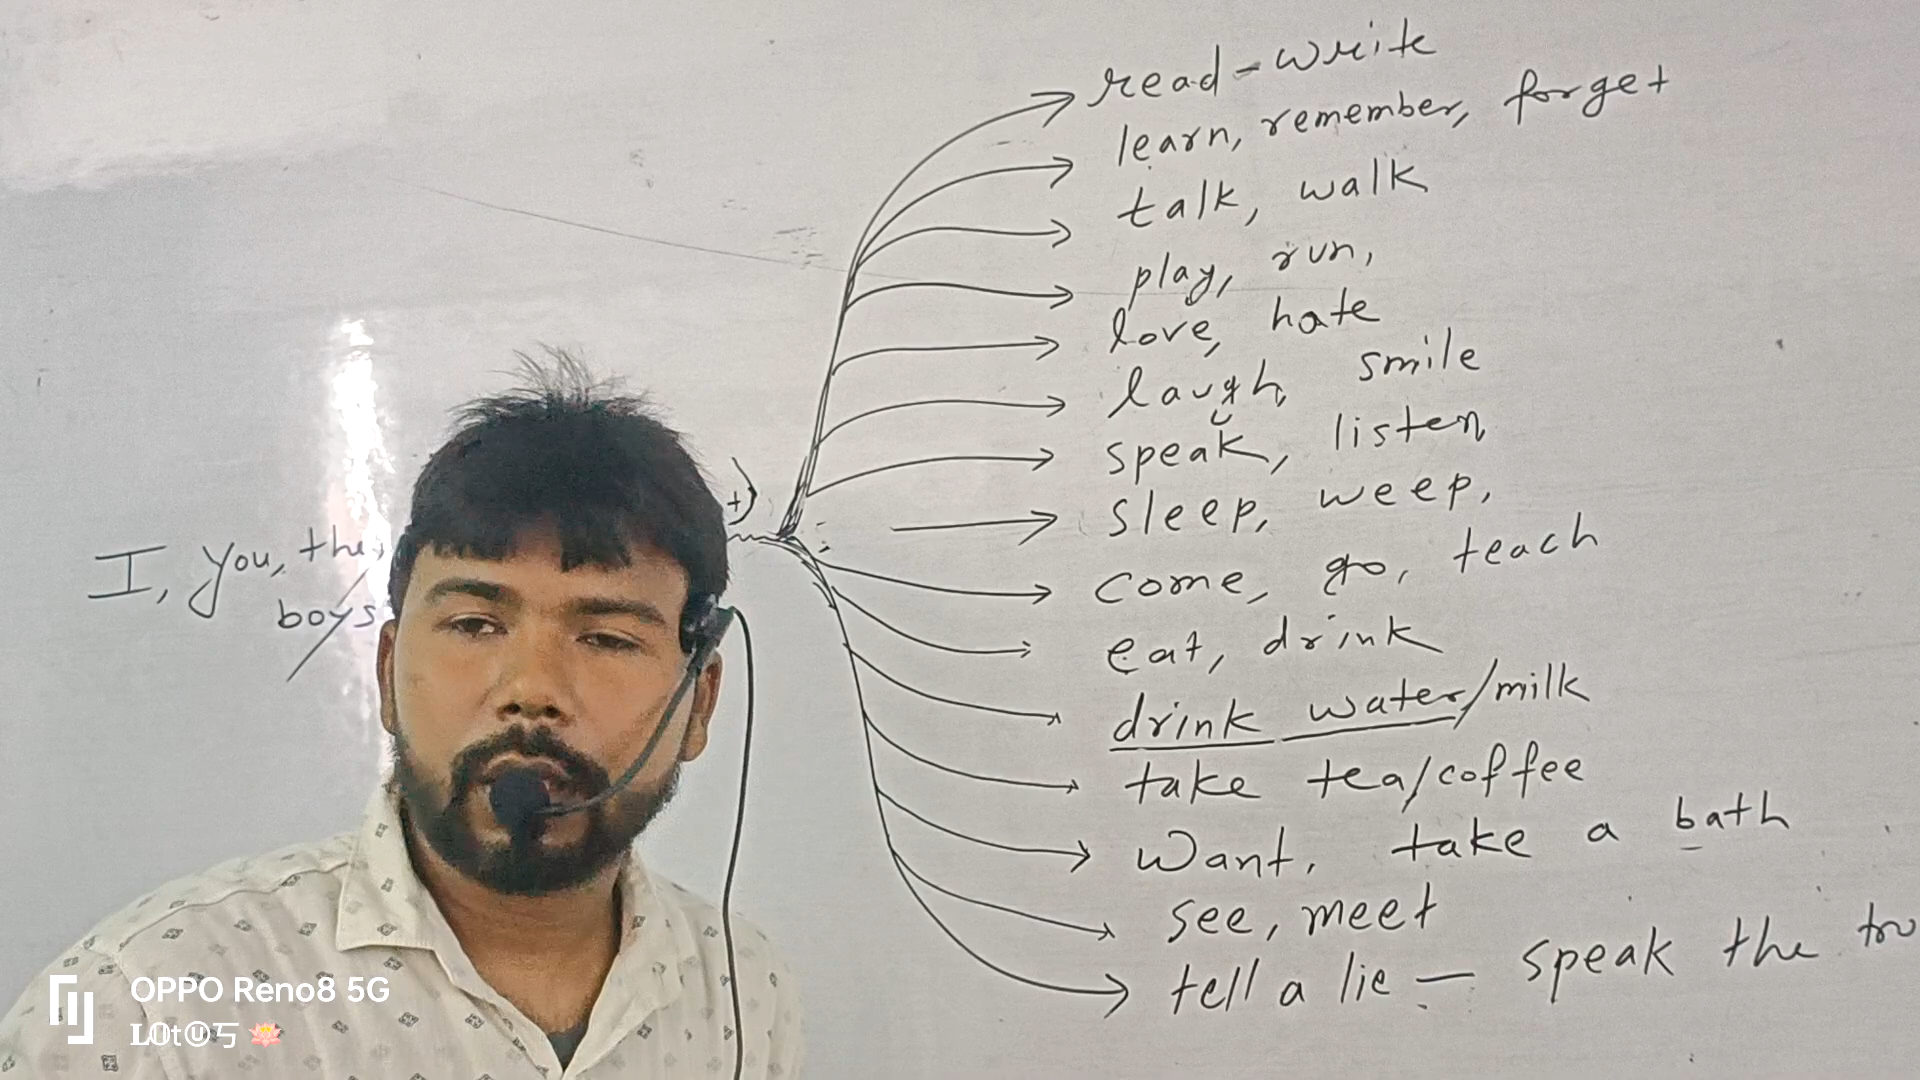 read - write
learn, remember, forget
talk, walk
play, run,
love, hate
laugh, smile
speak, listen,
sleep, weep,
come, go, teach
eat, drink
drink water/milk
take tea/coffee
want, take a bath
see, meet
tell a lie — speak the
+)
I, you, the
boys
OPPO Reno8 5G